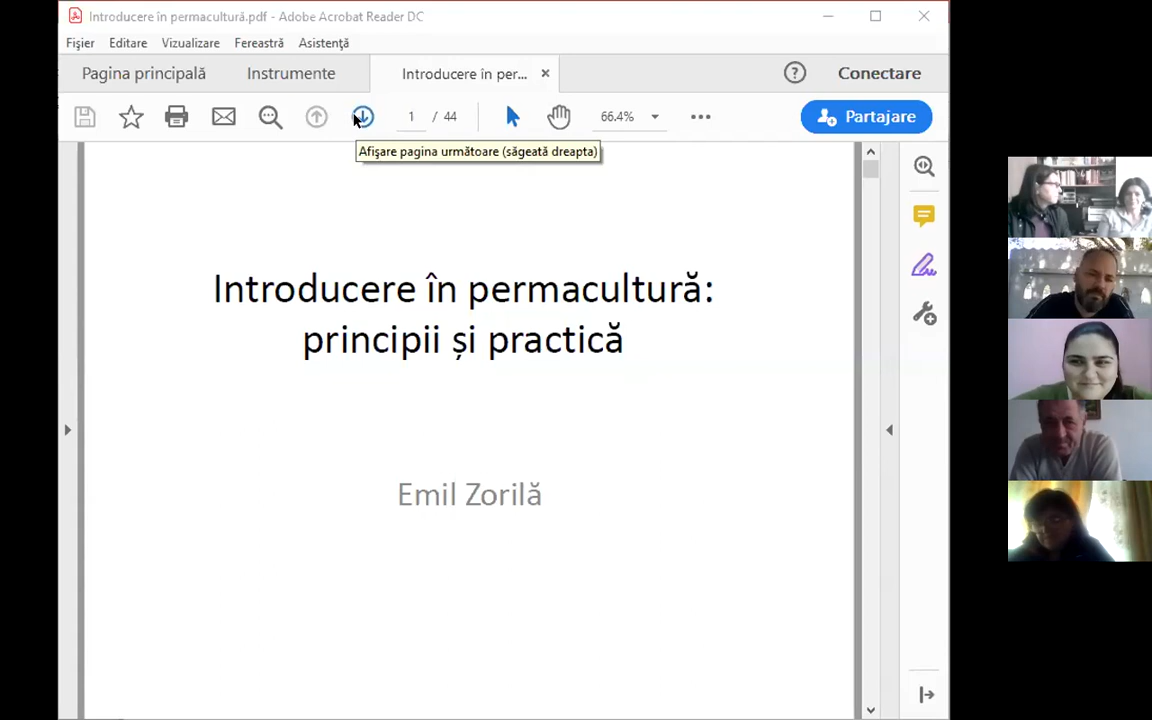 Introducere în permacultură.pdf - Adobe Acrobat Reader DC
Fișier Editare Vizualizare Fereastră Asistență
Pagina principală Instrumente Introducere în per... × Conectare
1 / 44 66.4% Partajare
Afișare pagina următoare (săgeată dreapta)
Introducere în permacultură:
principii și practică
Emil Zorilă